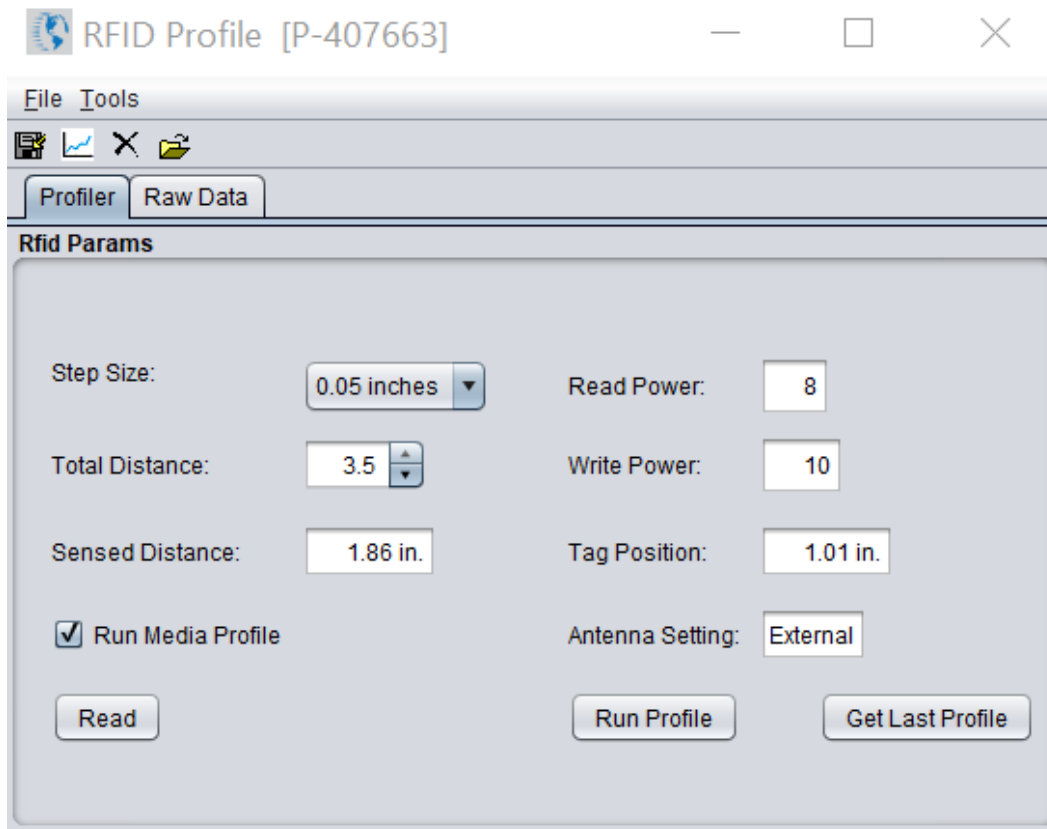 RFID Profile [P-407663]
File Tools
Profiler Raw Data
Rfid Params
Step Size: 0.05 inches Read Power: 8
Total Distance: 3.5 Write Power: 10
Sensed Distance: 1.86 in. Tag Position: 1.01 in.
Run Media Profile Antenna Setting: External
Read Run Profile Get Last Profile